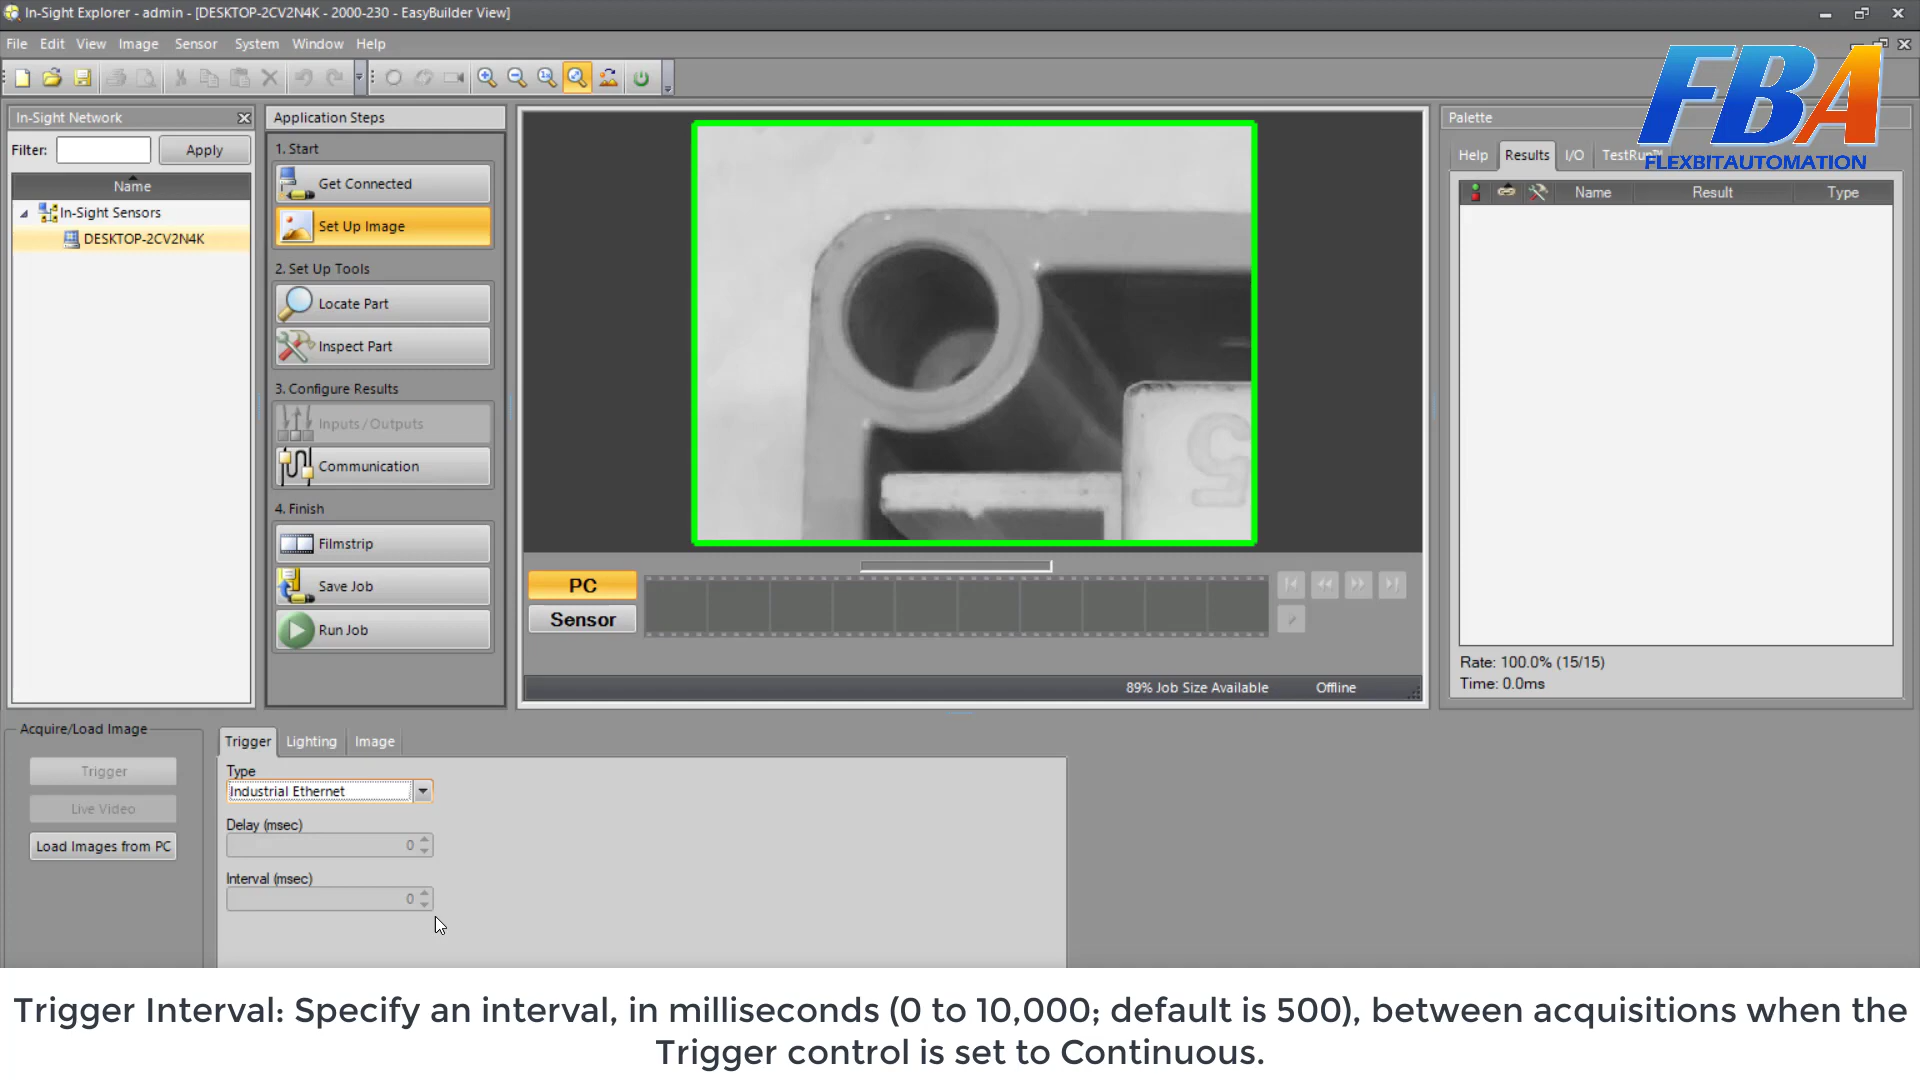 In-Sight Explorer - admin - [DESKTOP-2CV2N4K - 2000-230 - EasyBuilder View]
File Edit View Image Sensor System Window Help
FBA
FLEXBITAUTOMATION
In-Sight Network
Filter: Apply
Name
In-Sight Sensors
DESKTOP-2CV2N4K
Application Steps
1. Start
Get Connected
Set Up Image
2. Set Up Tools
Locate Part
Inspect Part
3. Configure Results
Inputs / Outputs
Communication
4. Finish
Filmstrip
Save Job
Run Job
5
PC
Sensor
89% Job Size Available Offline
Palette
Help Results I/O TestRun™
Name Result Type
Rate: 100.0% (15/15)
Time: 0.0ms
Acquire/Load Image
Trigger
Live Video
Load Images from PC
Trigger Lighting Image
Type
Industrial Ethernet
Delay (msec)
0
Interval (msec)
0
Trigger Interval: Specify an interval, in milliseconds (0 to 10,000; default is 500), between acquisitions when the
Trigger control is set to Continuous.